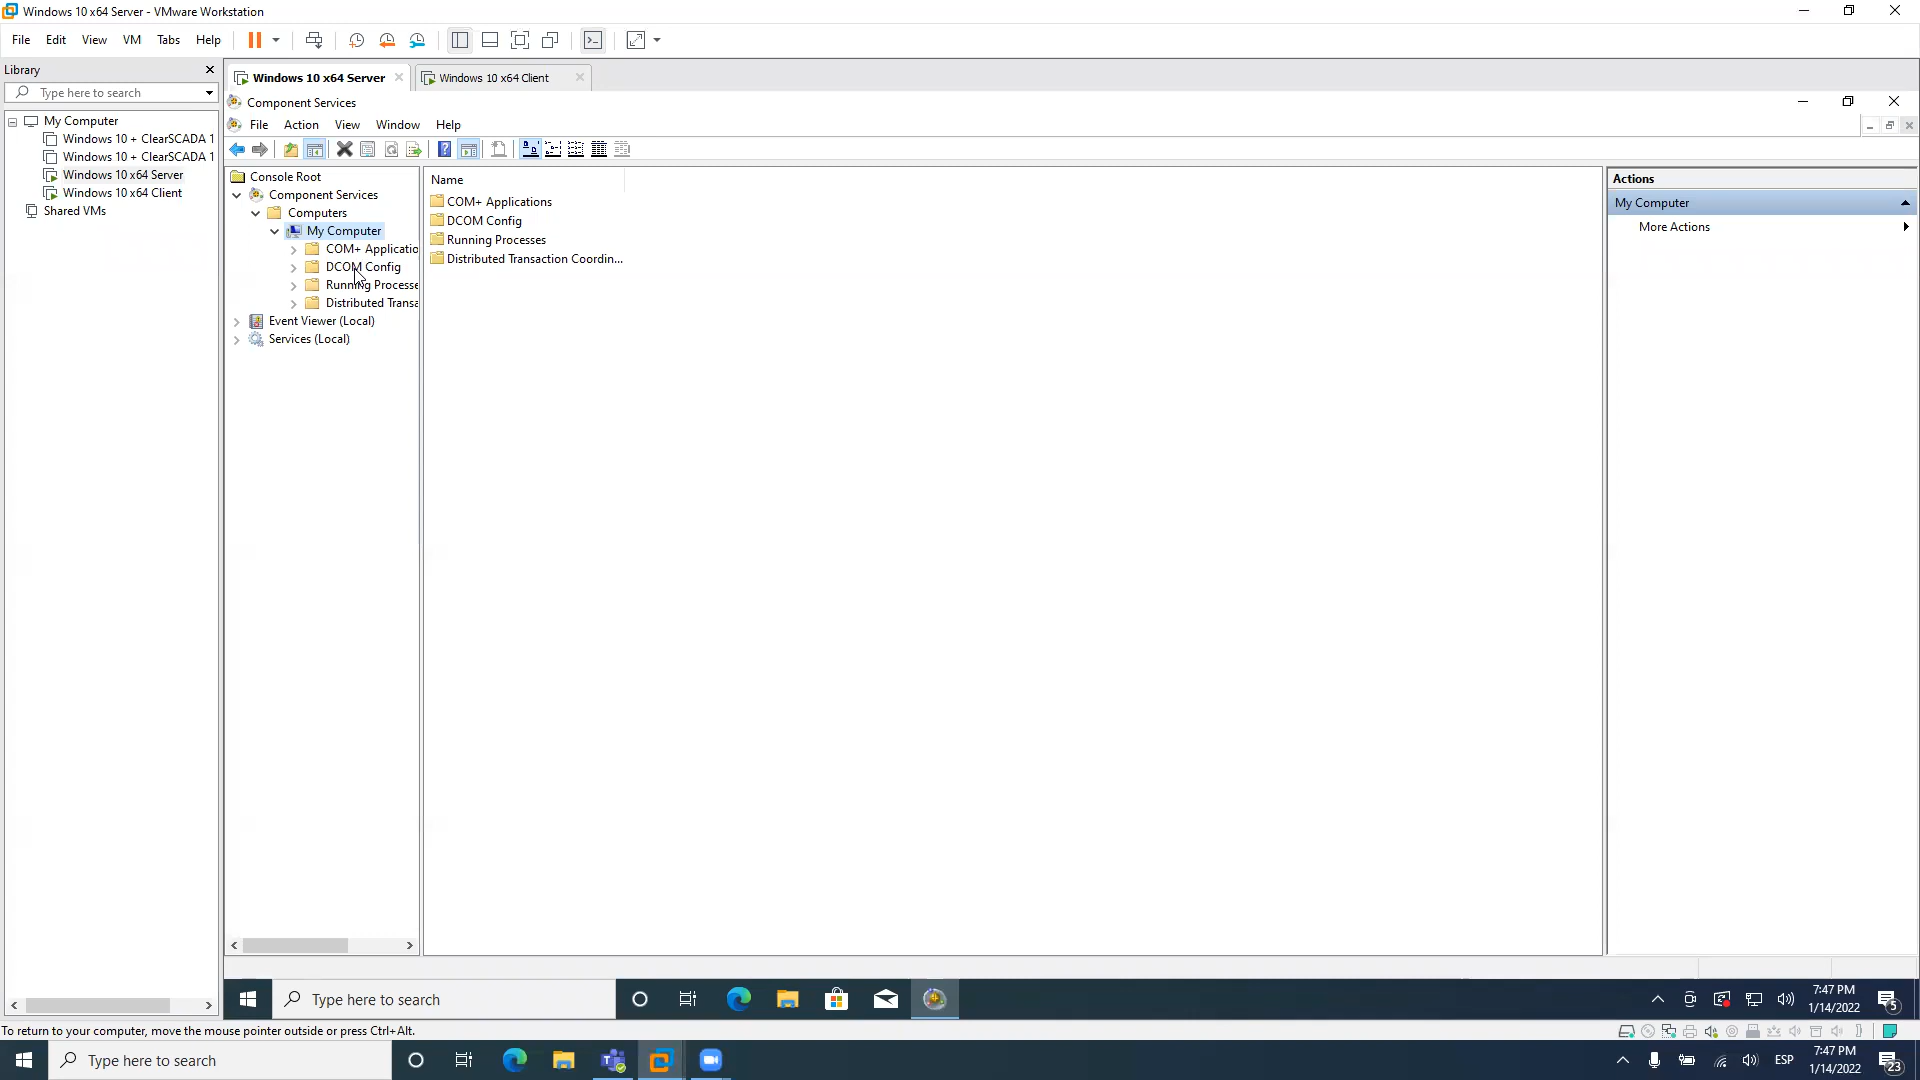 Windows 10 x64 Server - VMware Workstation
File Edit View VM Tabs Help
Library
Type here to search
My Computer
Windows 10 + ClearSCADA 1
Windows 10 + ClearSCADA 1
Windows 10 x64 Server
Windows 10 x64 Client
Shared VMs
Windows 10 x64 Server
Windows 10 x64 Client
Component Services
File Action View Window Help
Console Root
Component Services
Computers
My Computer
COM+ Applicatio
DCOM Config
Running Processe
Distributed Transa
Event Viewer (Local)
Services (Local)
Name
COM+ Applications
DCOM Config
Running Processes
Distributed Transaction Coordin...
Actions
My Computer
More Actions
Type here to search
7:47 PM
1/14/2022
5
To return to your computer, move the mouse pointer outside or press Ctrl+Alt.
Type here to search
ESP
7:47 PM
1/14/2022
23